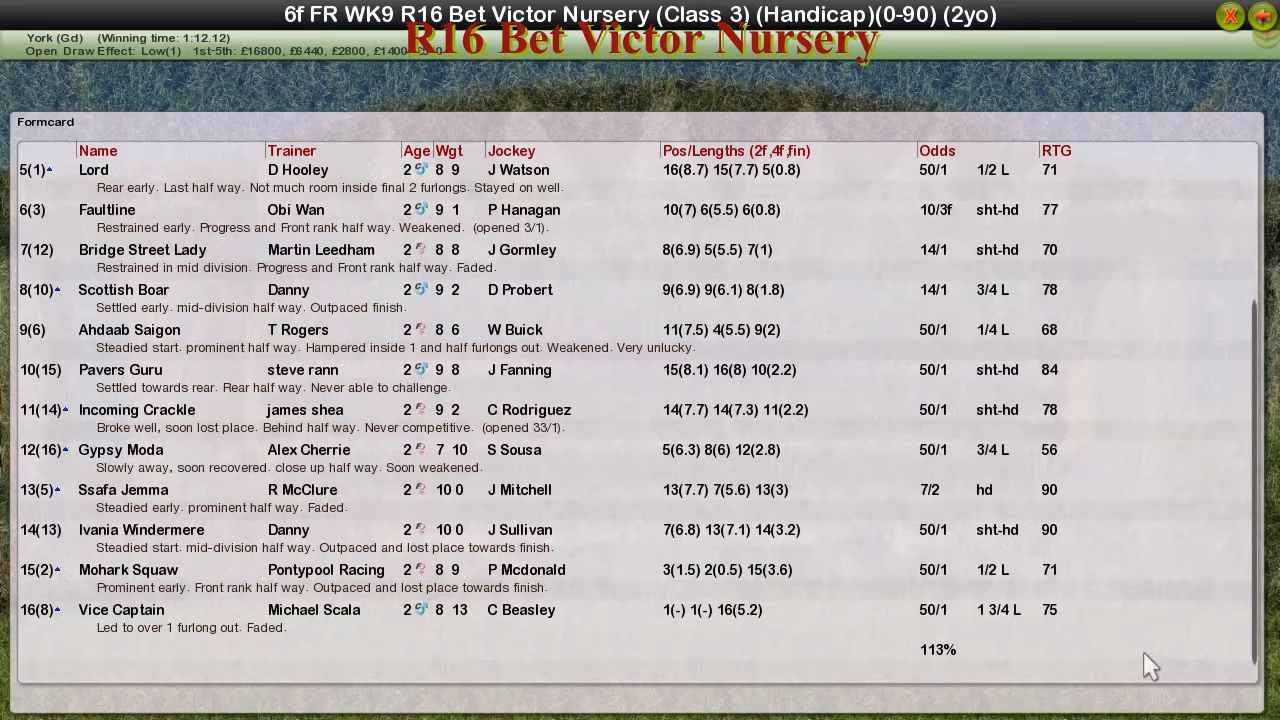 6f FR WK9 R16 Bet Victor Nursery (Class 3) (Handicap)(0-90) (2yo)
R16 Bet Victor Nursery
York (Gd) (Winning time: 1:12.12)
Open Draw Effect: Low(1) 1st-5th: £16800, £6440, £2800, £1400,
Formcard
Name Trainer Age Wgt Jockey Pos/Lengths (2f,4f,fin) Odds RTG
5(1) Lord D Hooley 2 8 9 J Watson 16(8.7) 15(7.7) 5(0.8) 50/1 1/2 L 71
Rear early. Last half way. Not much room inside final 2 furlongs. Stayed on well.
6(3) Faultline Obi Wan 2 9 1 P Hanagan 10(7) 6(5.5) 6(0.8) 10/3f sht-hd 77
Restrained early. Progress and Front rank half way. Weakened. (opened 3/1).
7(12) Bridge Street Lady Martin Leedham 2 8 8 J Gormley 8(6.9) 5(5.5) 7(1) 14/1 sht-hd 70
Restrained in mid division. Progress and Front rank half way. Faded.
8(10) Scottish Boar Danny 2 9 2 D Probert 9(6.9) 9(6.1) 8(1.8) 14/1 3/4 L 78
Settled early. mid-division half way. Outpaced finish.
9(6) Ahdaab Saigon T Rogers 2 8 6 W Buick 11(7.5) 4(5.5) 9(2) 50/1 1/4 L 68
Steadied start. prominent half way. Hampered inside 1 and half furlongs out. Weakened. Very unlucky.
10(15) Pavers Guru steve rann 2 9 8 J Fanning 15(8.1) 16(8) 10(2.2) 50/1 sht-hd 84
Settled towards rear. Rear half way. Never able to challenge.
11(14) Incoming Crackle james shea 2 9 2 C Rodriguez 14(7.7) 14(7.3) 11(2.2) 50/1 sht-hd 78
Broke well, soon lost place. Behind half way. Never competitive. (opened 33/1).
12(16) Gypsy Moda Alex Cherrie 2 7 10 S Sousa 5(6.3) 8(6) 12(2.8) 50/1 3/4 L 56
Slowly away, soon recovered. close up half way. Soon weakened.
13(5) Ssafa Jemma R McClure 2 10 0 J Mitchell 13(7.7) 7(5.6) 13(3) 7/2 hd 90
Steadied early. prominent half way. Faded.
14(13) Ivania Windermere Danny 2 10 0 J Sullivan 7(6.8) 13(7.1) 14(3.2) 50/1 sht-hd 90
Steadied start. mid-division half way. Outpaced and lost place towards finish.
15(2) Mohark Squaw Pontypool Racing 2 8 9 P Mcdonald 3(1.5) 2(0.5) 15(3.6) 50/1 1/2 L 71
Prominent early. Front rank half way. Outpaced and lost place towards finish.
16(8) Vice Captain Michael Scala 2 8 13 C Beasley 1(-) 1(-) 16(5.2) 50/1 1 3/4 L 75
Led to over 1 furlong out. Faded.
113%